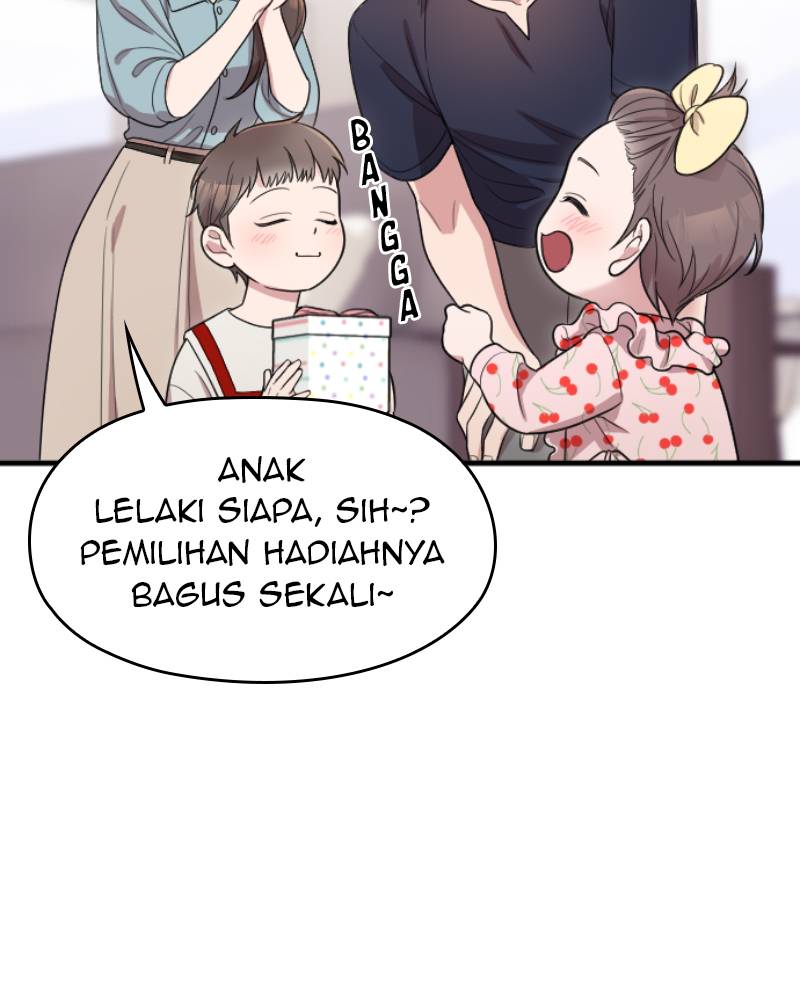 BANGGA
ANAK
LELAKI SIAPA, SIH~?
PEMILIHAN HADIAHNYA
BAGUS SEKALI~